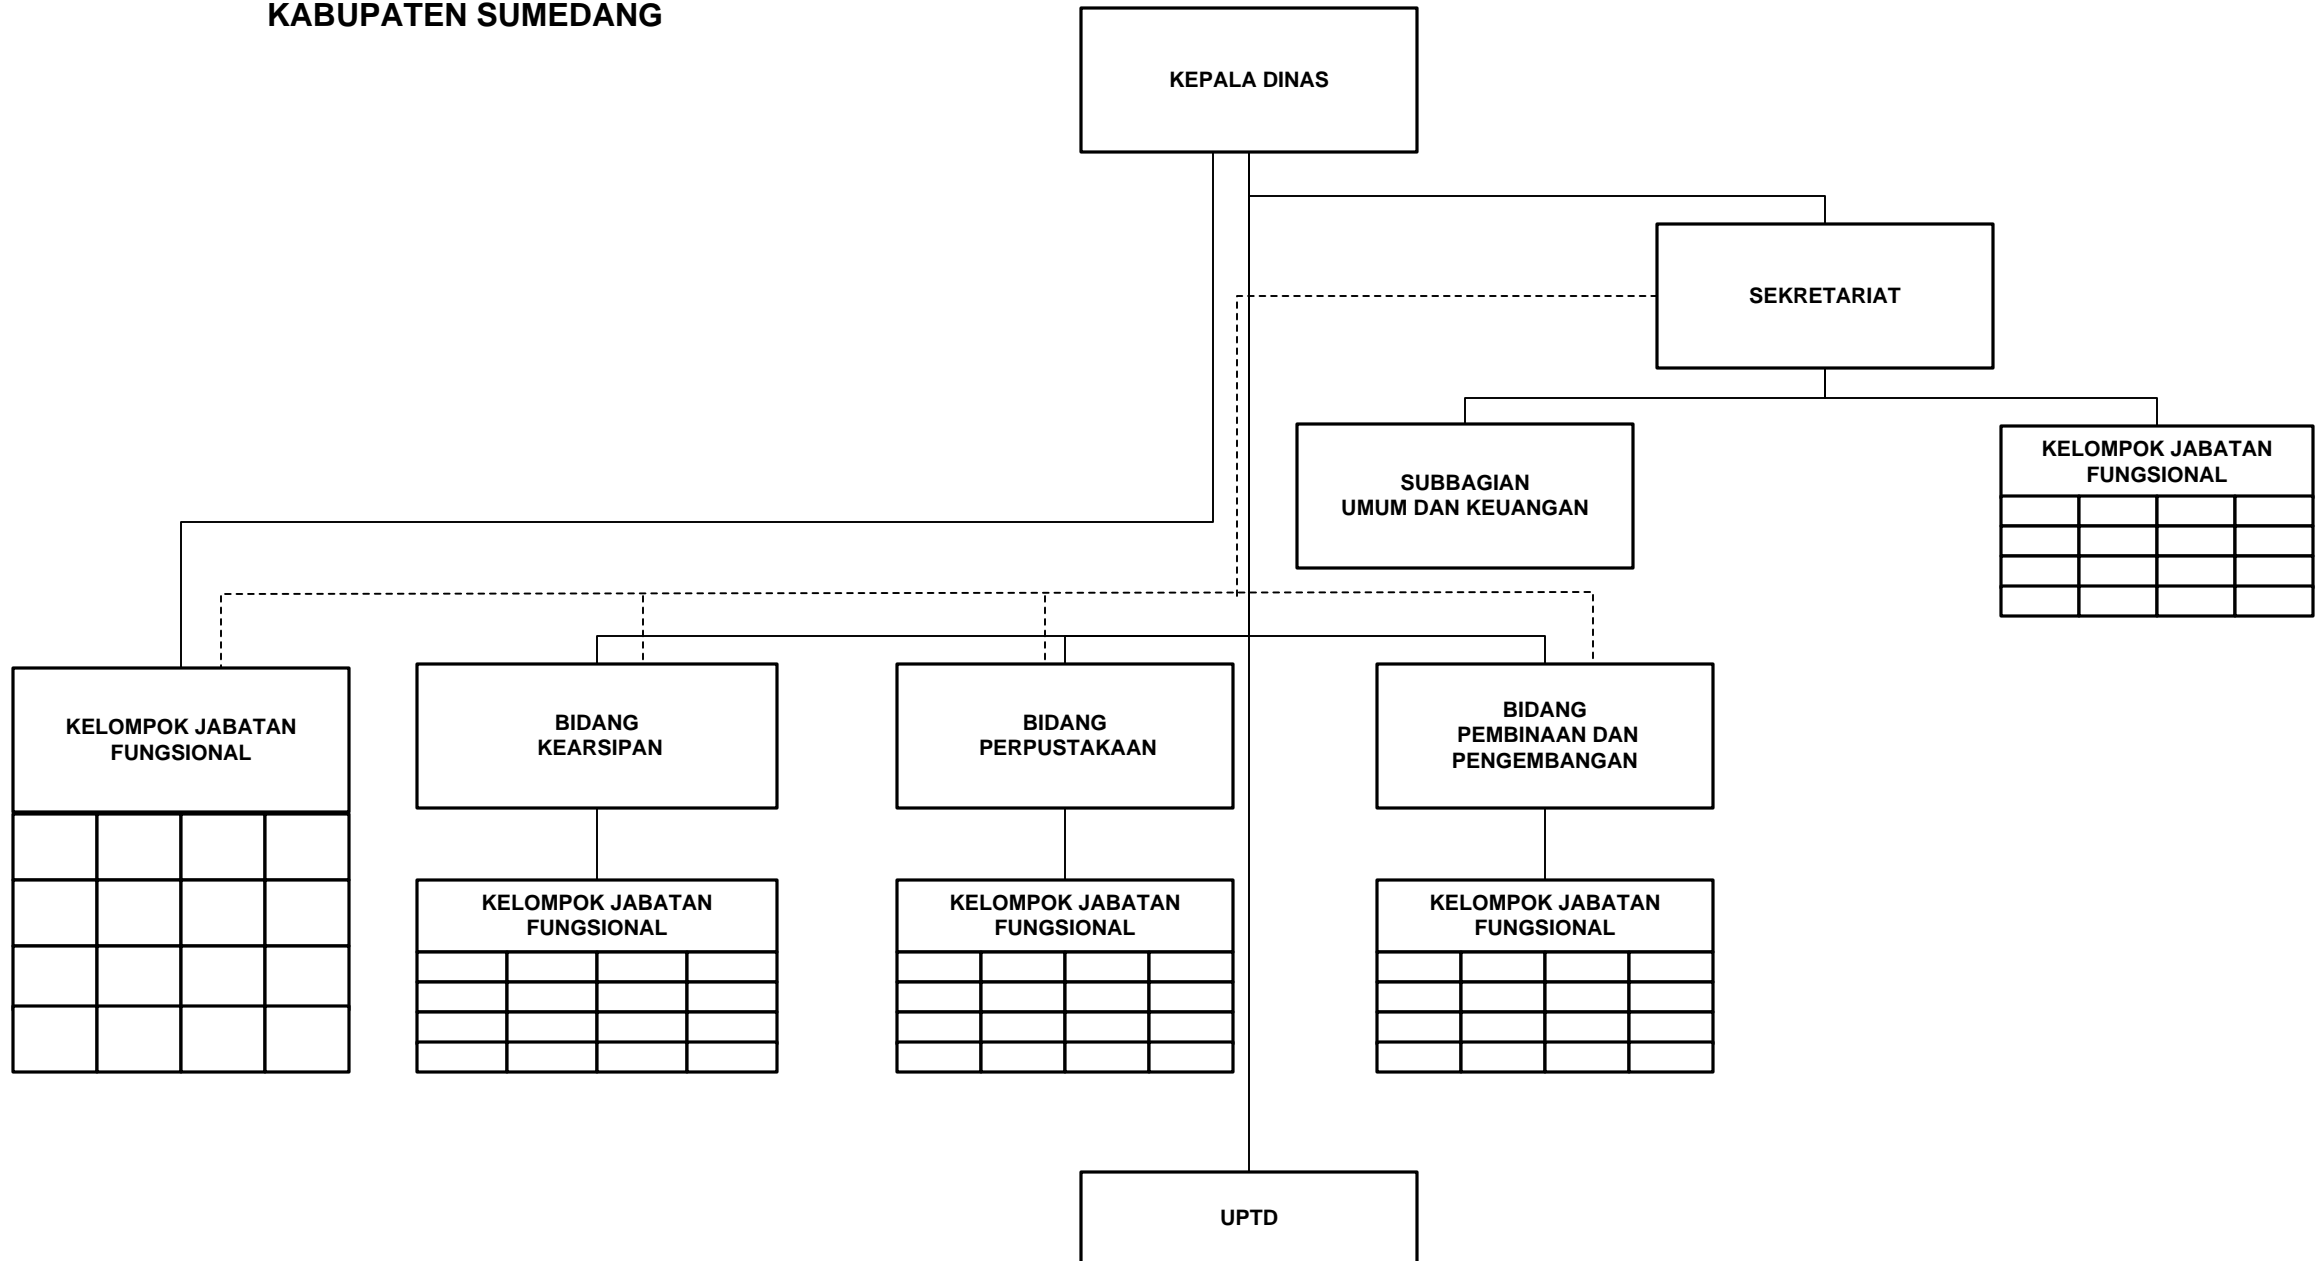 KABUPATEN SUMEDANG
KEPALA DINAS
SEKRETARIAT
SUBBAGIAN
UMUM DAN KEUANGAN
KELOMPOK JABATAN
FUNGSIONAL
KELOMPOK JABATAN
FUNGSIONAL
BIDANG
KEARSIPAN
BIDANG
PERPUSTAKAAN
BIDANG
PEMBINAAN DAN
PENGEMBANGAN
KELOMPOK JABATAN
FUNGSIONAL
KELOMPOK JABATAN
FUNGSIONAL
KELOMPOK JABATAN
FUNGSIONAL
UPTD